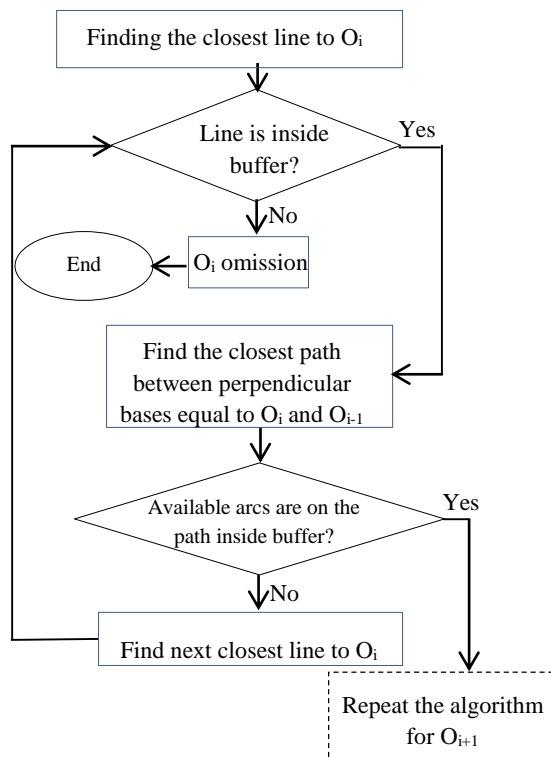 Finding the closest line to Oi
Line is inside
buffer?
Yes
No
Oi omission
End
Find the closest path
between perpendicular
bases equal to Oi and Oi-1
Available arcs are on the
path inside buffer?
Yes
No
Find next closest line to Oi
Repeat the algorithm
for Oi+1